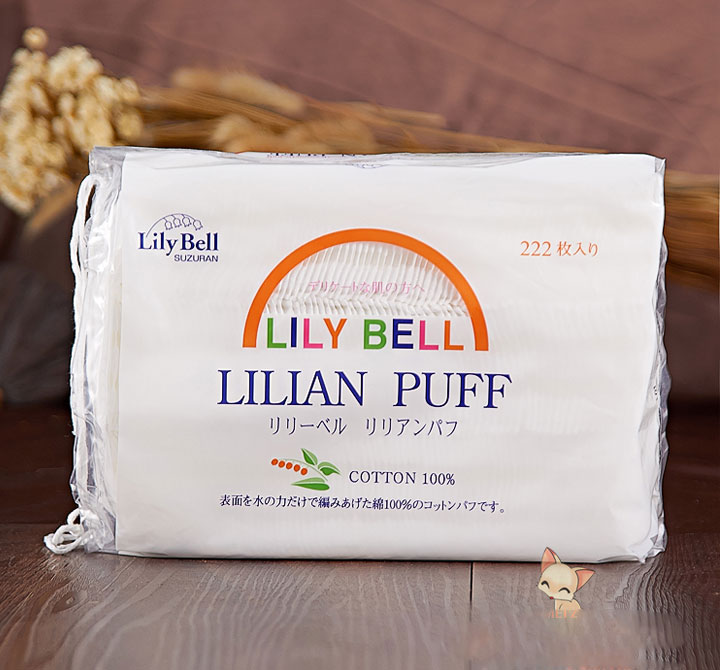 Lily Bell
SUZURAN
222枚入り
デリケートな肌の方へ
LILY BELL
LILIAN PUFF
リリーベル リリアンパフ
COTTON 100%
表面を水の力だけで編みあげた綿100%のコットンパフです。